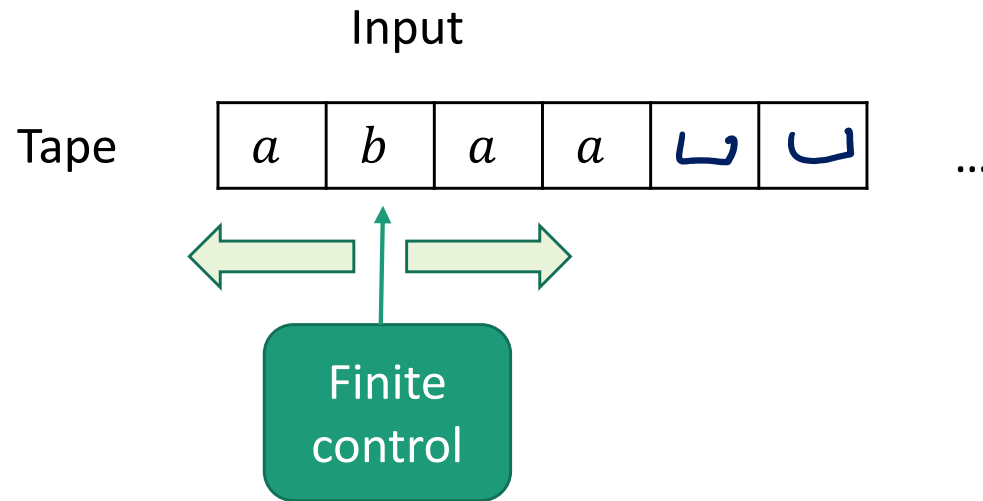 Input
Tape a b a a ⊔ ⊔ ...
Finite
control